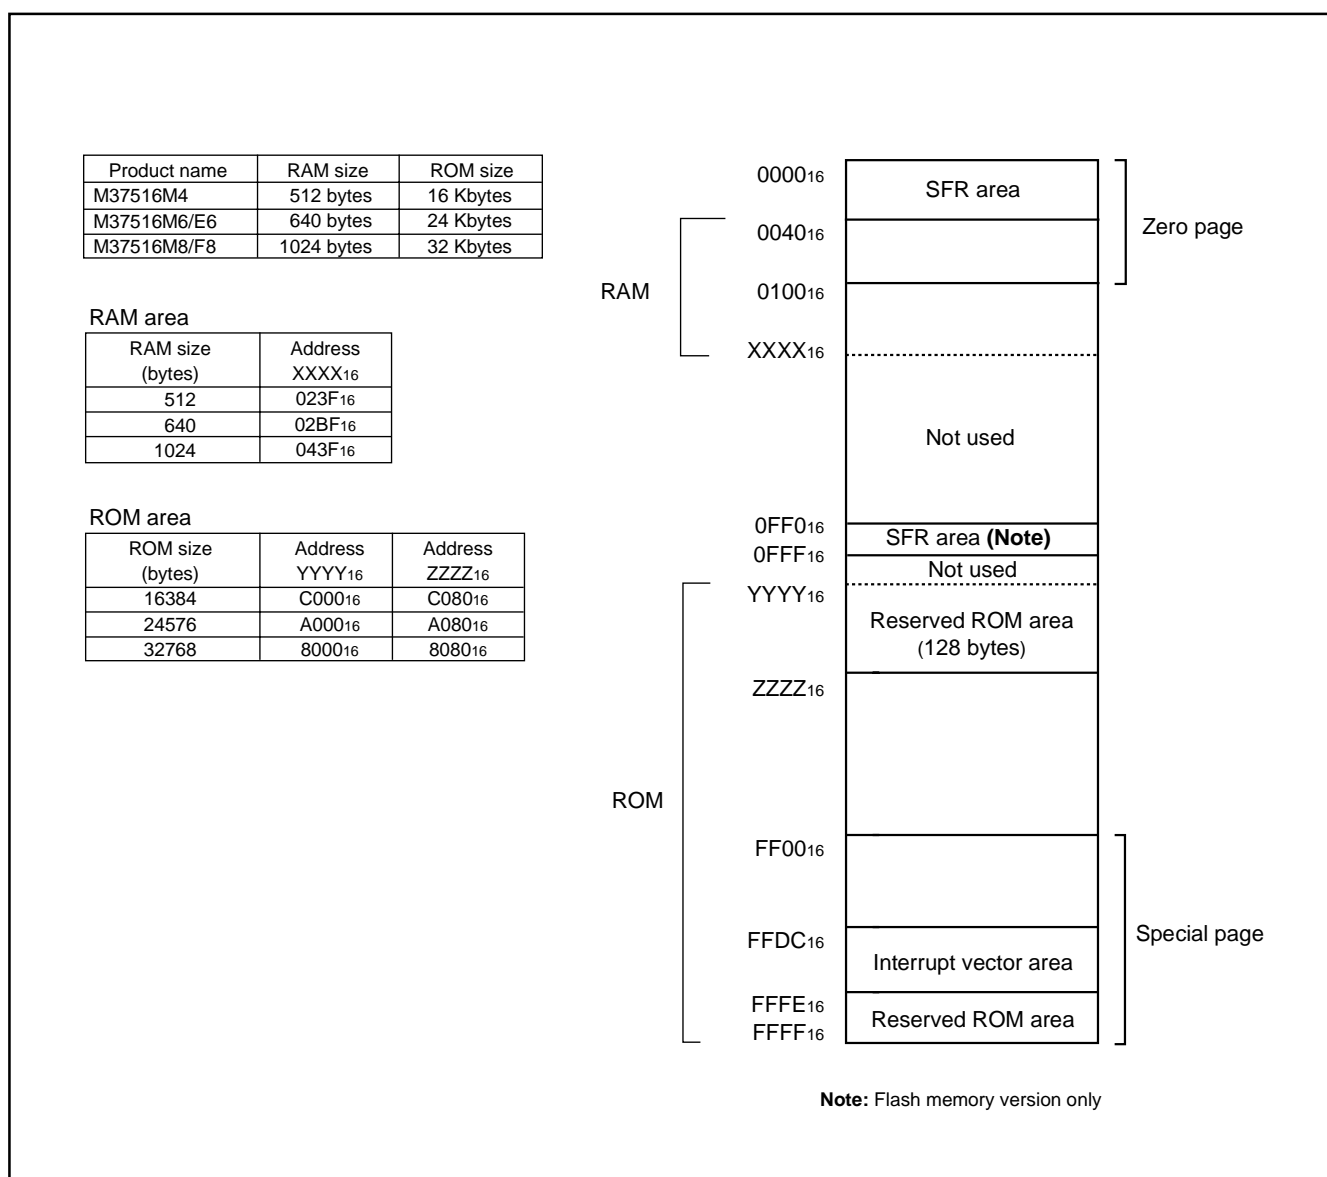 Product name RAM size ROM size
M37516M4 512 bytes 16 Kbytes
M37516M6/E6 640 bytes 24 Kbytes
M37516M8/F8 1024 bytes 32 Kbytes
RAM area
RAM size (bytes) Address XXXX16
512 023F16
640 02BF16
1024 043F16
ROM area
ROM size (bytes) Address YYYY16 Address ZZZZ16
16384 C00016 C08016
24576 A00016 A08016
32768 800016 808016
000016
SFR area
Zero page
004016
RAM
010016
XXXX16
Not used
0FF016
SFR area (Note)
0FFF16
Not used
YYYY16
Reserved ROM area
(128 bytes)
ZZZZ16
ROM
FF0016
Special page
FFDC16
Interrupt vector area
FFFE16
Reserved ROM area
FFFF16
Note: Flash memory version only